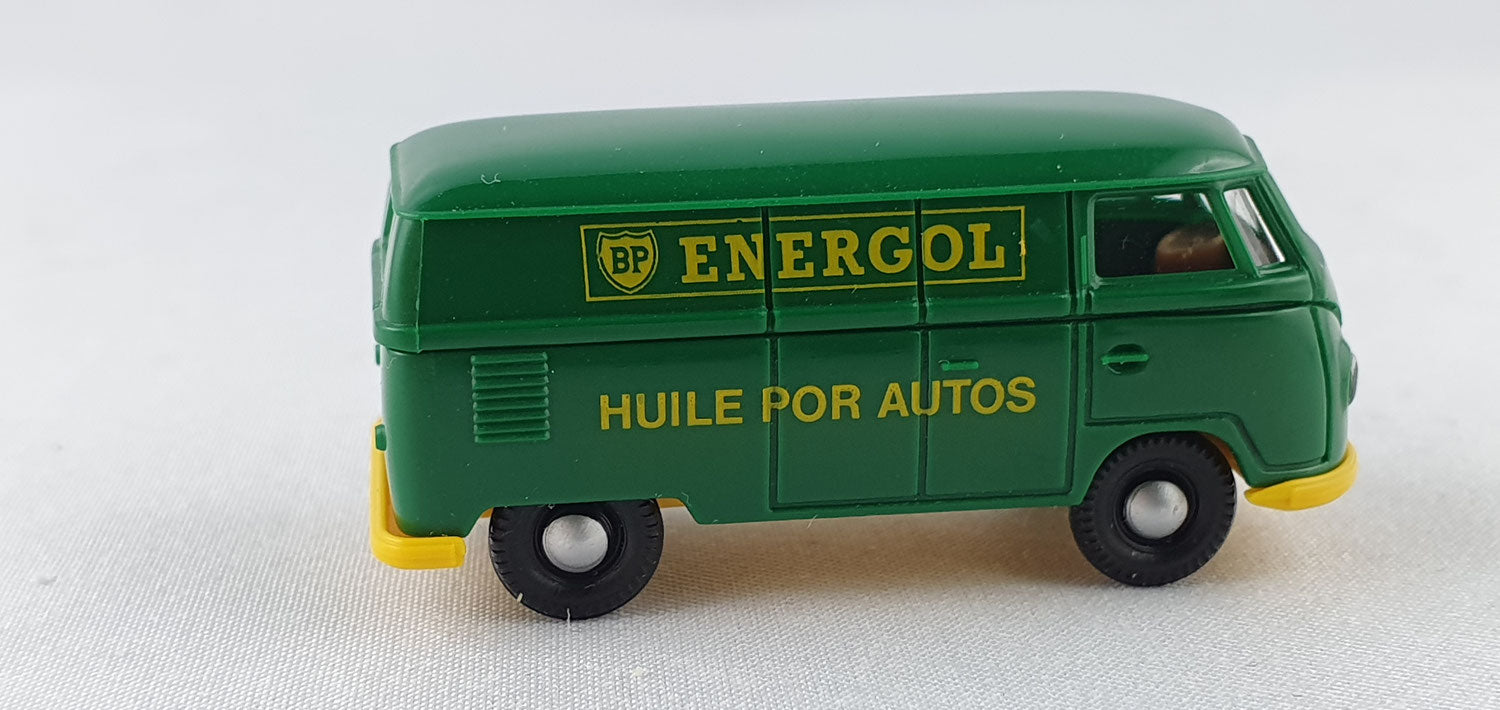 BP ENERGOL
HUILE POR AUTOS